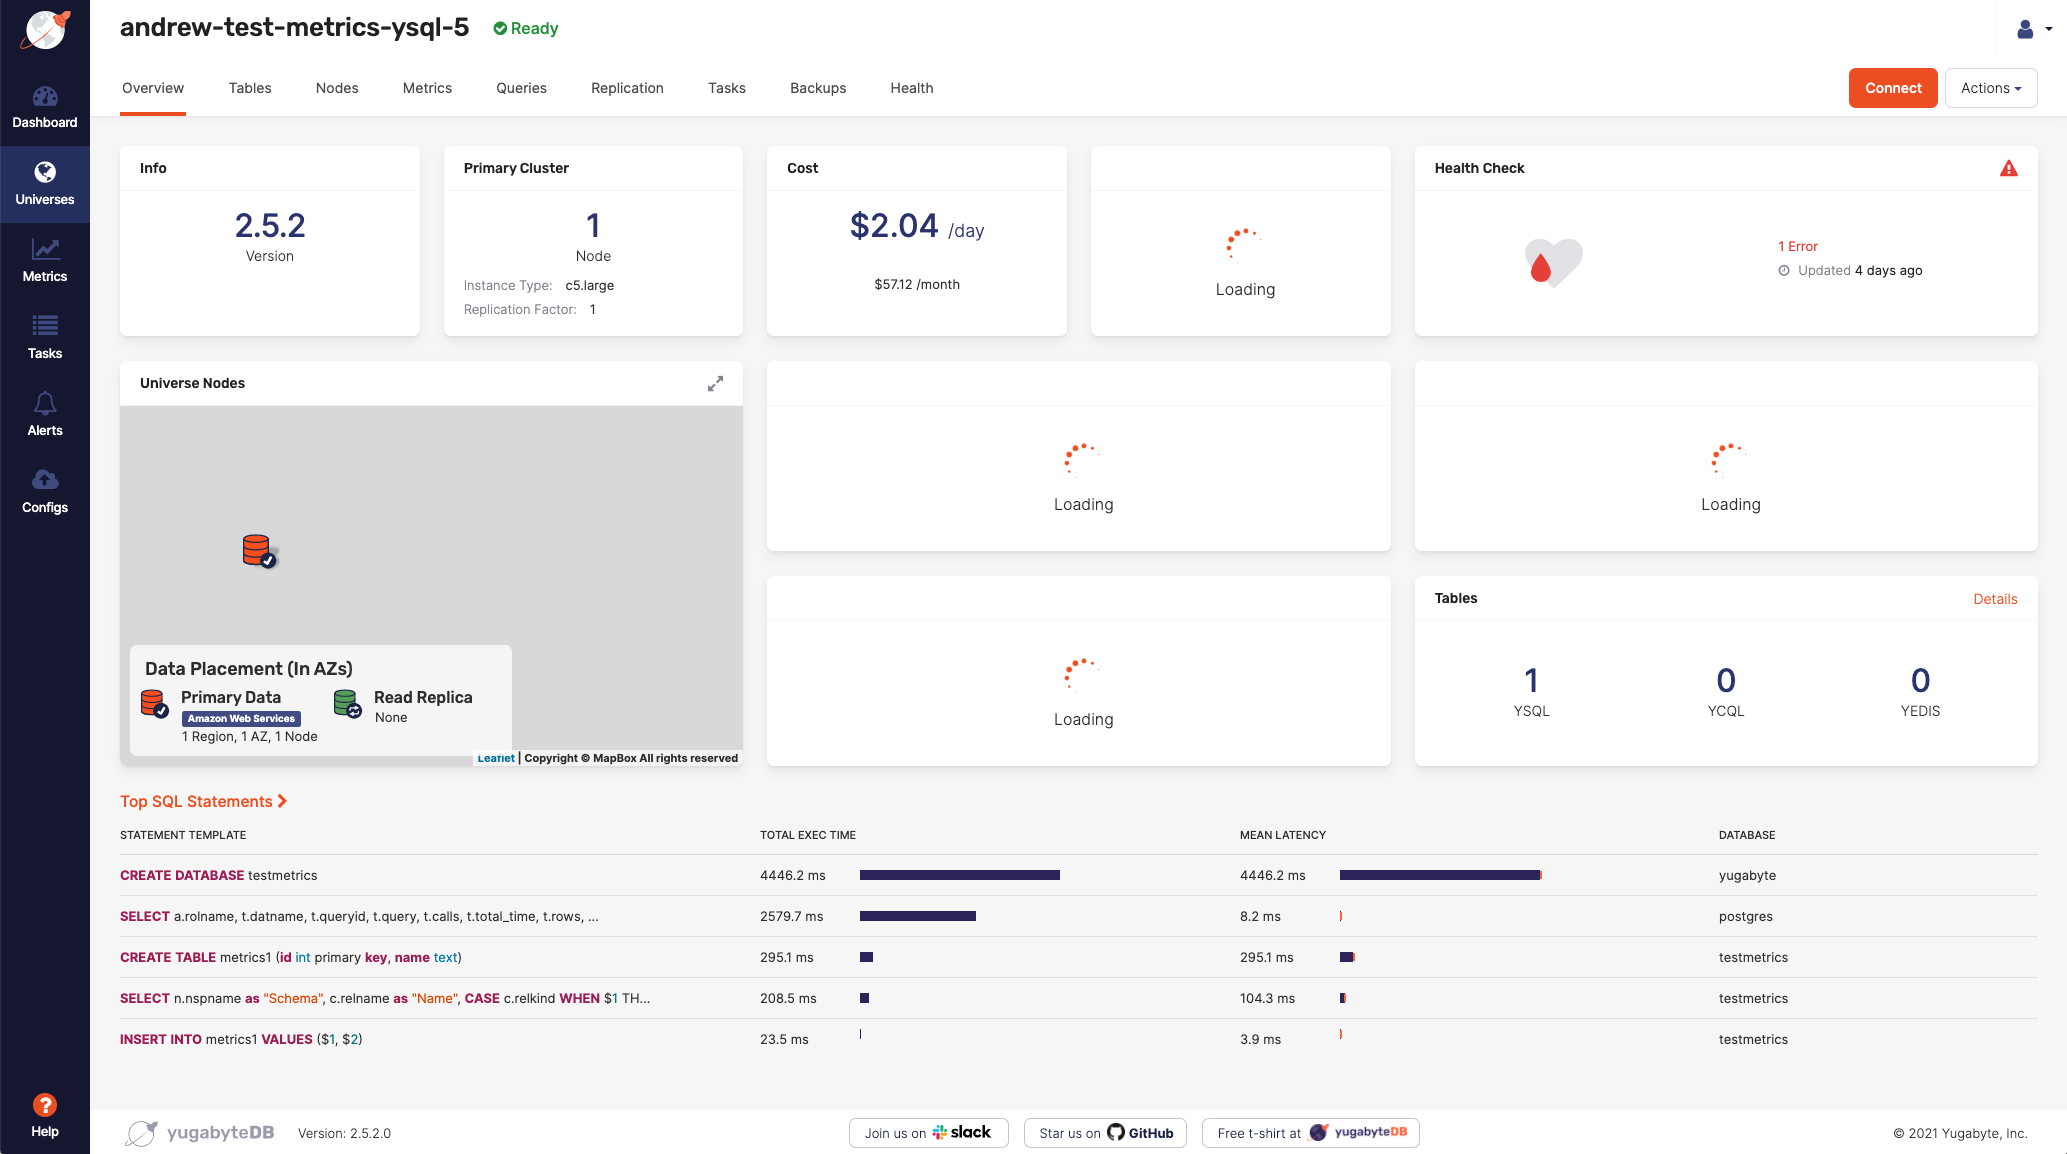 andrew-test-metrics-ysql-5
Ready
Dashboard
Universes
Metrics
Tasks
Alerts
Configs
Help
Overview
Tables
Nodes
Metrics
Queries
Replication
Tasks
Backups
Health
Connect
Actions
Info
2.5.2
Version
Primary Cluster
1
Node
Instance Type: c5.large
Replication Factor: 1
Cost
$2.04 /day
$57.12 /month
Loading
Health Check
1 Error
Updated 4 days ago
Universe Nodes
Data Placement (In AZs)
Primary Data
Amazon Web Services
1 Region, 1 AZ, 1 Node
Read Replica
None
Leaflet | Copyright © MapBox All rights reserved
Loading
Loading
Loading
Tables
Details
1
YSQL
0
YCQL
0
YEDIS
Top SQL Statements
STATEMENT TEMPLATE TOTAL EXEC TIME MEAN LATENCY DATABASE
CREATE DATABASE testmetrics 4446.2 ms 4446.2 ms yugabyte
SELECT a.rolname, t.datname, t.queryid, t.query, t.calls, t.total_time, t.rows, ... 2579.7 ms 8.2 ms postgres
CREATE TABLE metrics1 (id int primary key, name text) 295.1 ms 295.1 ms testmetrics
SELECT n.nspname as "Schema", c.relname as "Name", CASE c.relkind WHEN $1 TH... 208.5 ms 104.3 ms testmetrics
INSERT INTO metrics1 VALUES ($1, $2) 23.5 ms 3.9 ms testmetrics
yugabyteDB
Version: 2.5.2.0
Join us on slack
Star us on GitHub
Free t-shirt at yugabyteDB
© 2021 Yugabyte, Inc.